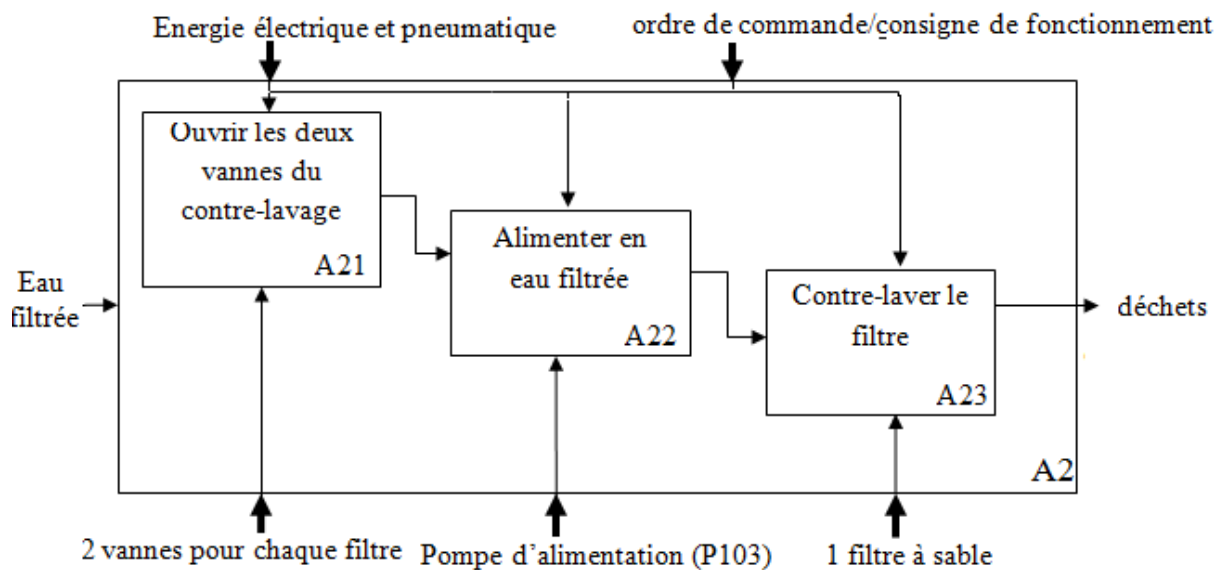 Energie électrique et pneumatique
ordre de commande/consigne de fonctionnement
Ouvrir les deux
vannes du
contre-lavage
A21
Alimenter en
eau filtrée
A22
Contre-laver le
filtre
A23
Eau
filtrée
déchets
A2
2 vannes pour chaque filtre
Pompe d'alimentation (P103)
1 filtre à sable